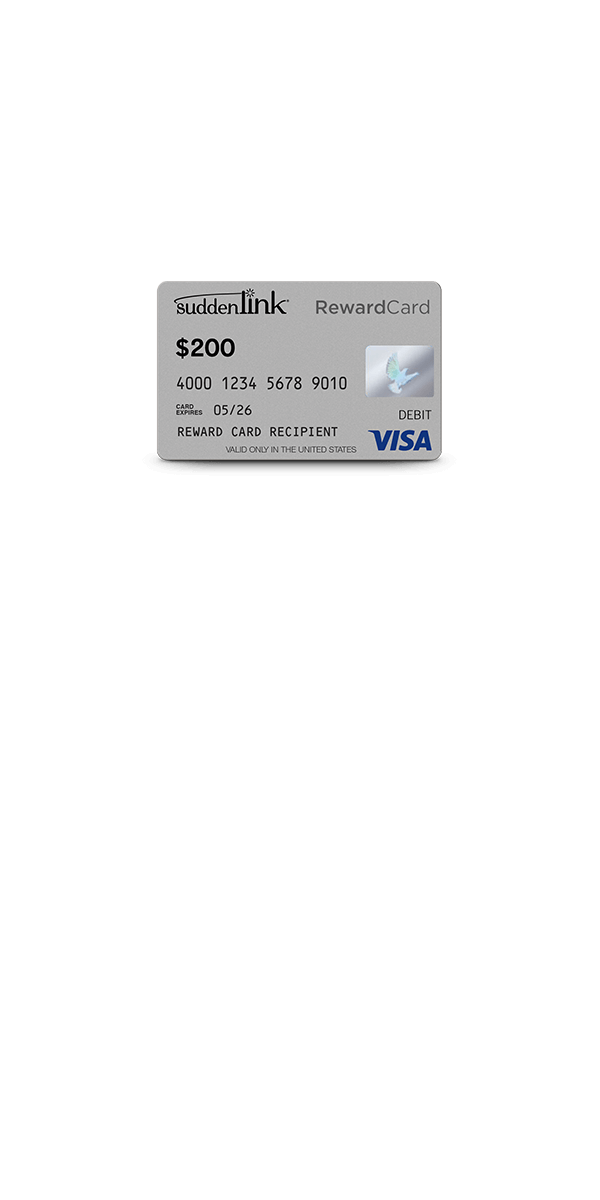 suddenlink RewardCard
$200
4000 1234 5678 9010
CARD EXPIRES 05/26
DEBIT
REWARD CARD RECIPIENT
VISA
VALID ONLY IN THE UNITED STATES